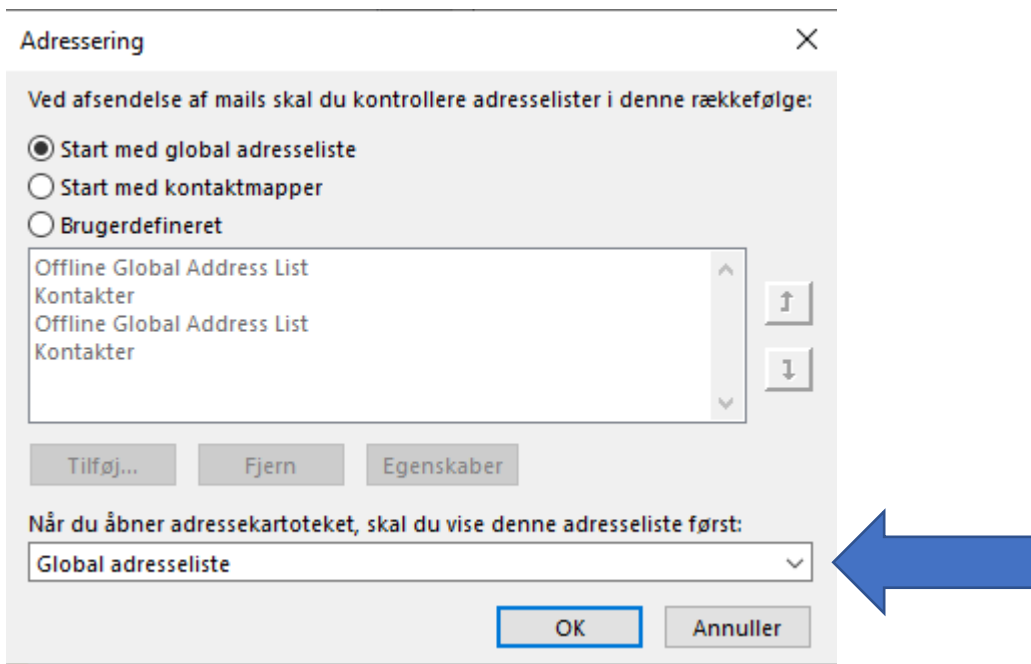 Adressering
Ved afsendelse af mails skal du kontrollere adresselister i denne rækkefølge:
Start med global adresseliste
Start med kontaktmapper
Brugerdefineret
Offline Global Address List
Kontakter
Offline Global Address List
Kontakter
Tilføj... Fjern Egenskaber
Når du åbner adressekartoteket, skal du vise denne adresseliste først:
Global adresseliste
OK Annuller